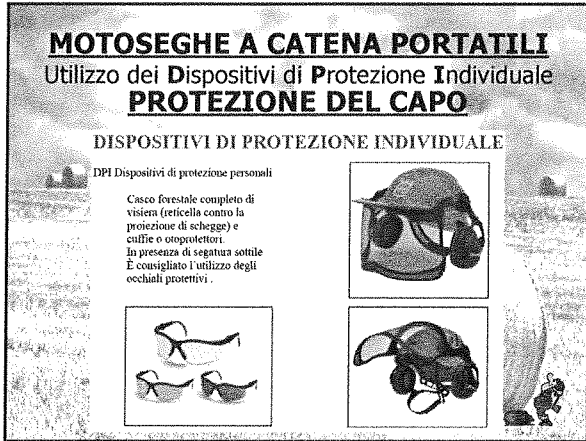 MOTOSEGHE A CATENA PORTATILI
Utilizzo dei Dispositivi di Protezione Individuale
PROTEZIONE DEL CAPO
DISPOSITIVI DI PROTEZIONE INDIVIDUALE
DPI Dispositivi di protezione personali
Casco forestale completo di
visiera (reticella contro la
proiezione di schegge) e
cuffie o otoprotettori.
In presenza di segatura sottile
È consigliato l'utilizzo degli
occhiali protettivi .